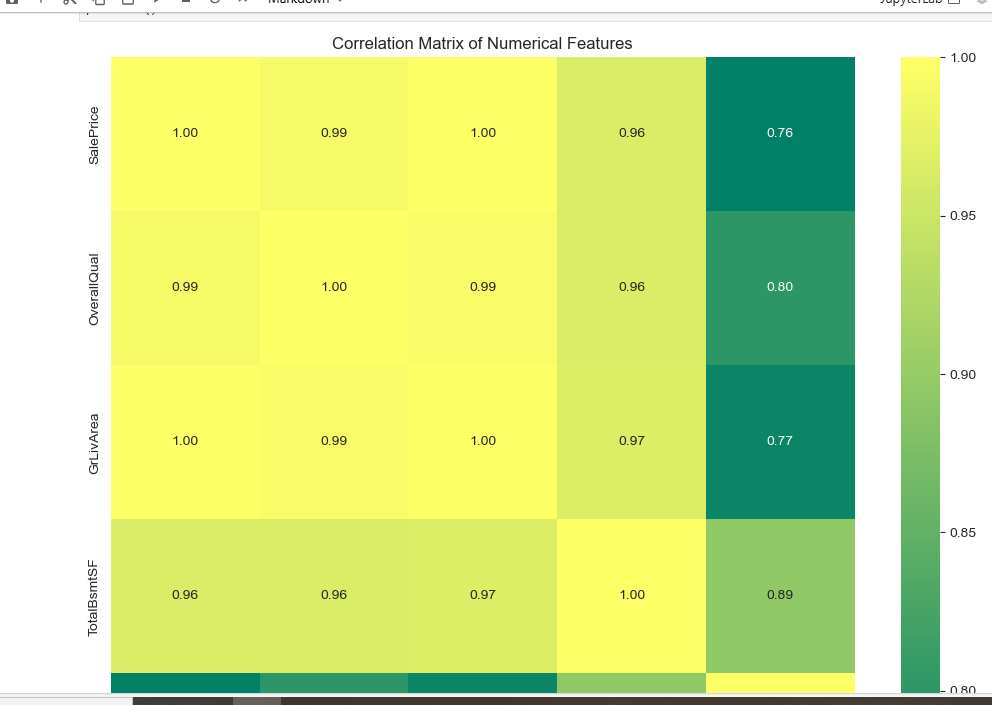 Markdown
JupyterLab
()
Correlation Matrix of Numerical Features
SalePrice
1.00 0.99 1.00 0.96 0.76
OverallQual
0.99 1.00 0.99 0.96 0.80
GrLivArea
1.00 0.99 1.00 0.97 0.77
TotalBsmtSF
0.96 0.96 0.97 1.00 0.89
1.00
0.95
0.90
0.85
0.80